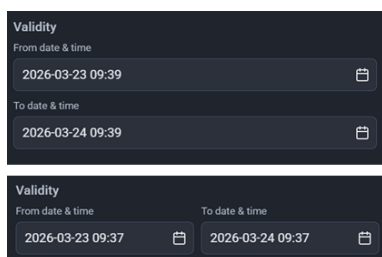 Validity
From date & time
2026-03-23 09:39
To date & time
2026-03-24 09:39
Validity
From date & time To date & time
2026-03-23 09:37 2026-03-24 09:37